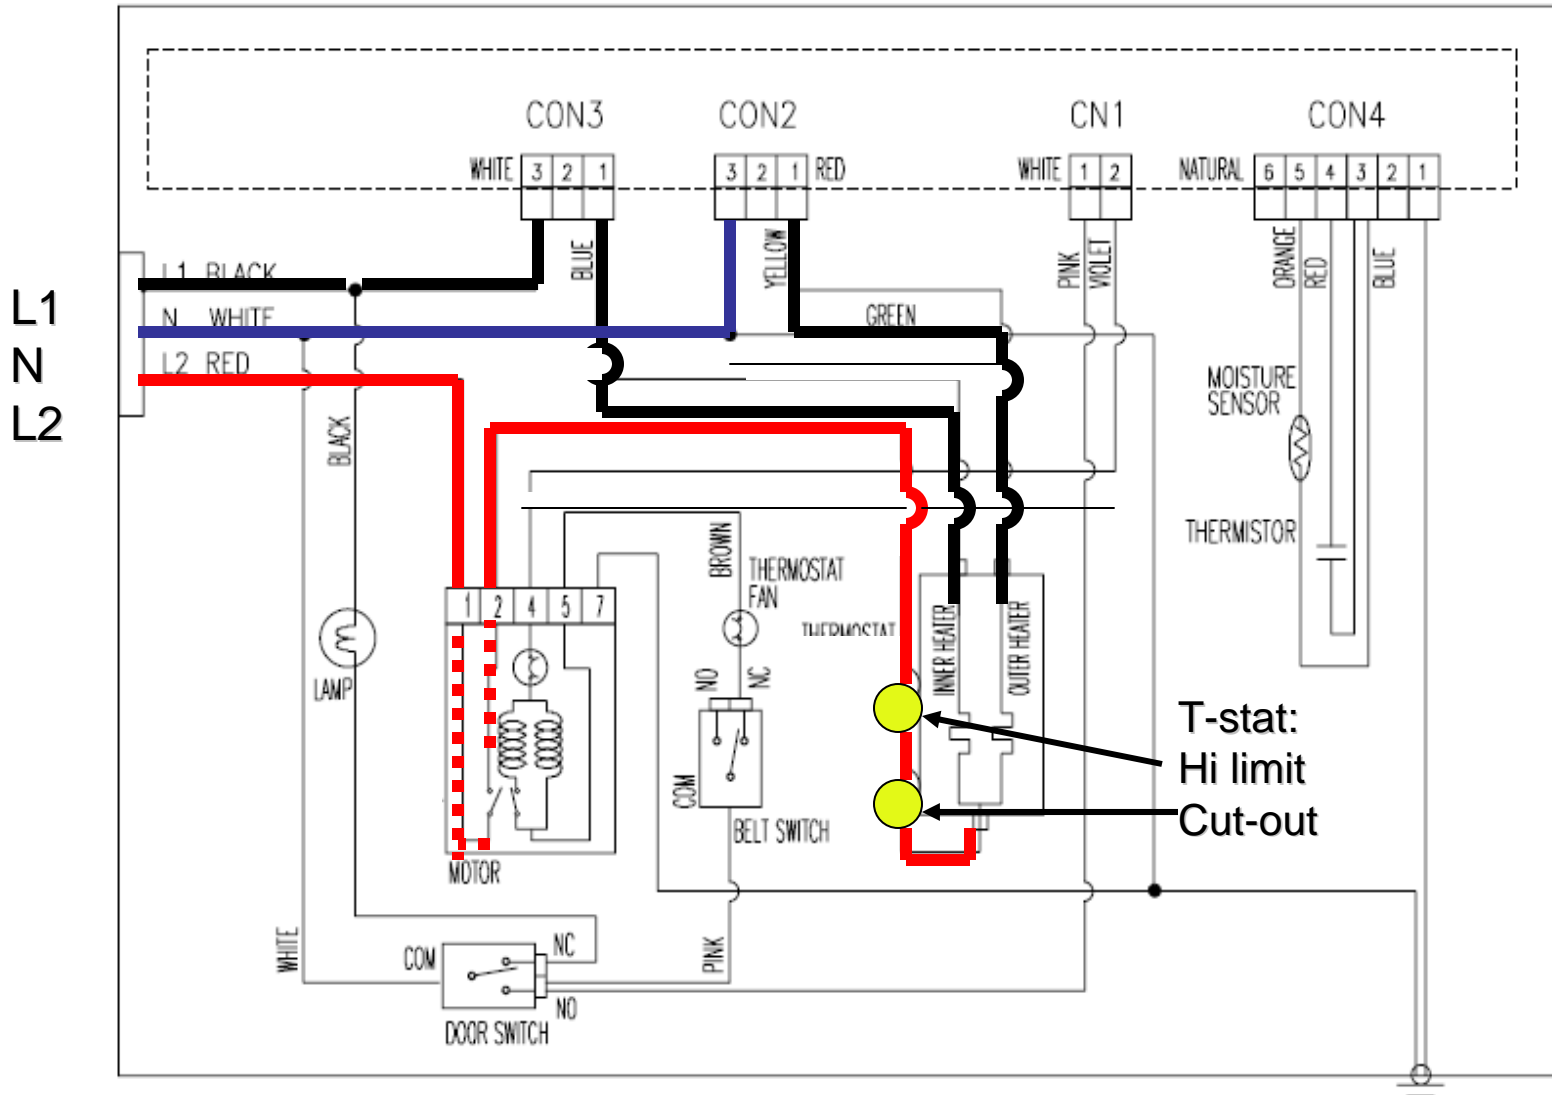 CON3
CON2
CN1
CON4
WHITE 3 2 1
3 2 1 RED
WHITE 1 2
NATURAL 6 5 4 3 2 1
BLUE
YELLOW
PINK
VIOLET
ORANGE
RED
BLUE
L1 BLACK
L1
N WHITE
GREEN
N
L2 RED
L2
BLACK
MOISTURE
SENSOR
THERMISTOR
BROWN
THERMOSTAT
FAN
1 2 4 5 7
THERMOSTAT
INNER HEATER
OUTER HEATER
LAMP
NO
NC
T-stat:
Hi limit
Cut-out
COM
BELT SWITCH
MOTOR
WHITE
COM
NC
PINK
NO
DOOR SWITCH